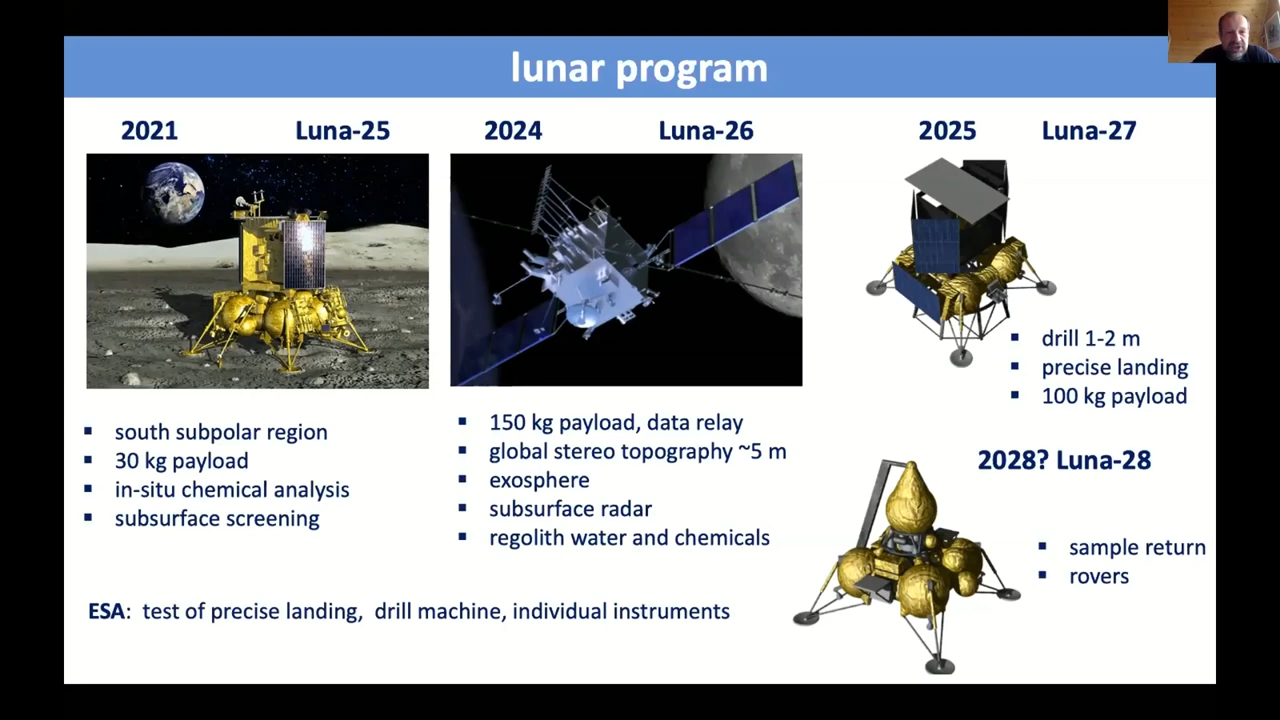 lunar program
2021 Luna-25
south subpolar region
30 kg payload
in-situ chemical analysis
subsurface screening
2024 Luna-26
150 kg payload, data relay
global stereo topography ~5 m
exosphere
subsurface radar
regolith water and chemicals
2025 Luna-27
drill 1-2 m
precise landing
100 kg payload
2028? Luna-28
sample return
rovers
ESA: test of precise landing, drill machine, individual instruments